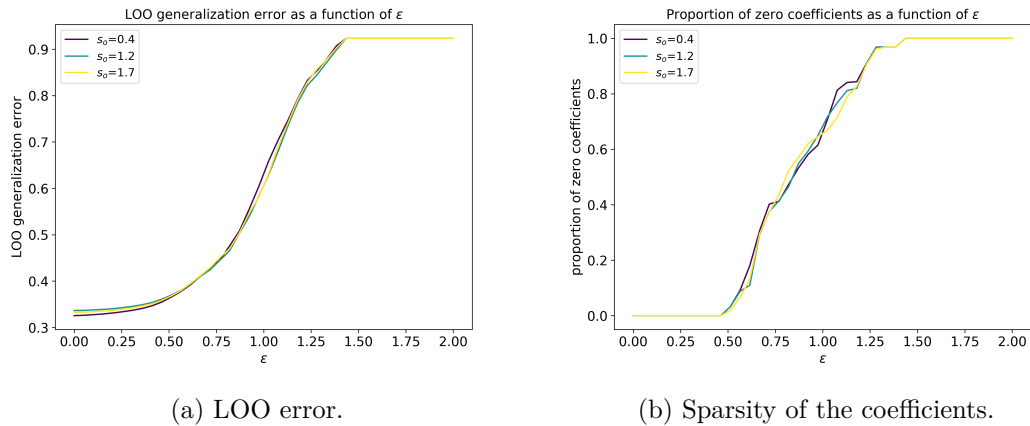 LOO generalization error as a function of ε
0.9
0.8
0.7
0.6
0.5
0.4
0.3
LOO generalization error
s_o=0.4
s_o=1.2
s_o=1.7
0.00 0.25 0.50 0.75 1.00 1.25 1.50 1.75 2.00
ε
(a) LOO error.
Proportion of zero coefficients as a function of ε
1.0
0.8
0.6
0.4
0.2
0.0
proportion of zero coefficients
s_o=0.4
s_o=1.2
s_o=1.7
0.00 0.25 0.50 0.75 1.00 1.25 1.50 1.75 2.00
ε
(b) Sparsity of the coefficients.